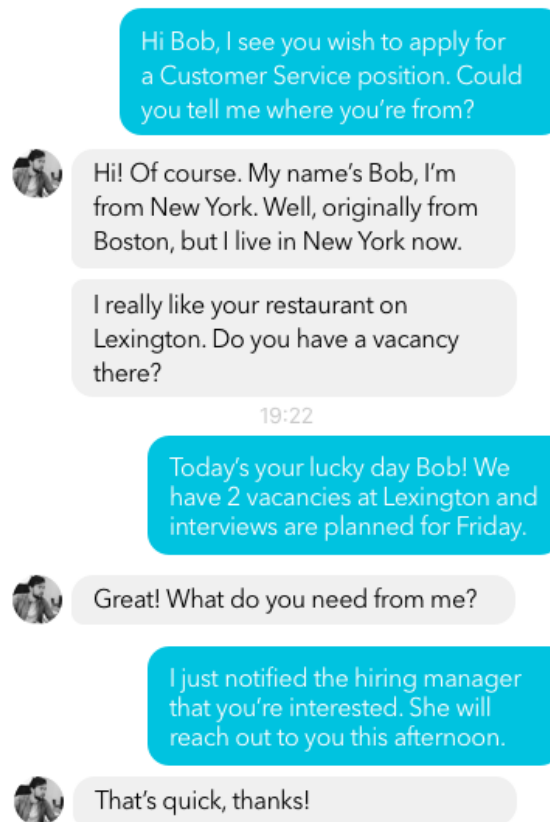 Hi Bob, I see you wish to apply for
a Customer Service position. Could
you tell me where you’re from?
Hi! Of course. My name’s Bob, I’m
from New York. Well, originally from
Boston, but I live in New York now.
I really like your restaurant on
Lexington. Do you have a vacancy
there?
19:22
Today’s your lucky day Bob! We
have 2 vacancies at Lexington and
interviews are planned for Friday.
Great! What do you need from me?
I just notified the hiring manager
that you’re interested. She will
reach out to you this afternoon.
That’s quick, thanks!